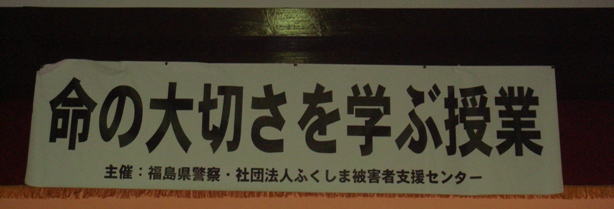 命の大切さを学ぶ授業
主催：福島県警察・社団法人ふくしま被害者支援センター